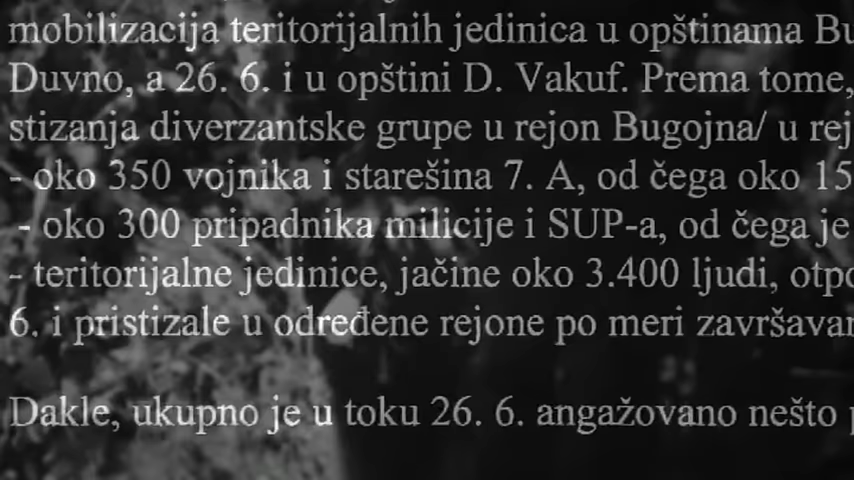 mobilizacija teritorijalnih jedinica u opštinama Bu
Duvno, a 26. 6. i u opštini D. Vakuf. Prema tome,
stizanja diverzantske grupe u rejon Bugojna/ u rej
- oko 350 vojnika i starešina 7. A, od čega oko 15
- oko 300 pripadnika milicije i SUP-a, od čega je
- teritorijalne jedinice, jačine oko 3.400 ljudi, otpo
6. i pristizale u određene rejone po meri završavan
Dakle, ukupno je u toku 26. 6. angažovano nešto p